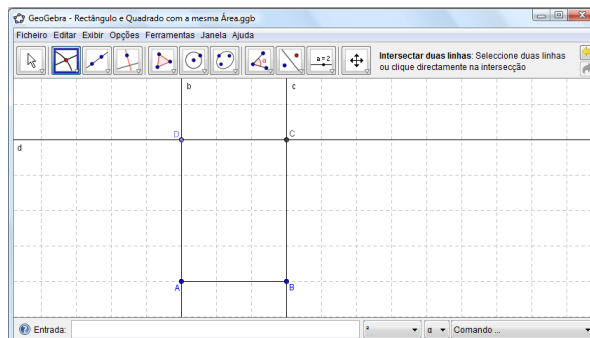 GeoGebra - Rectângulo e Quadrado com a mesma Área.ggb
Ficheiro Editar Exibir Opções Ferramentas Janela Ajuda
α
a=2
Intersectar duas linhas: Seleccione duas linhas
ou clique directamente na intersecção
b
c
D
C
d
A
B
Entrada:
²
α
Comando ...